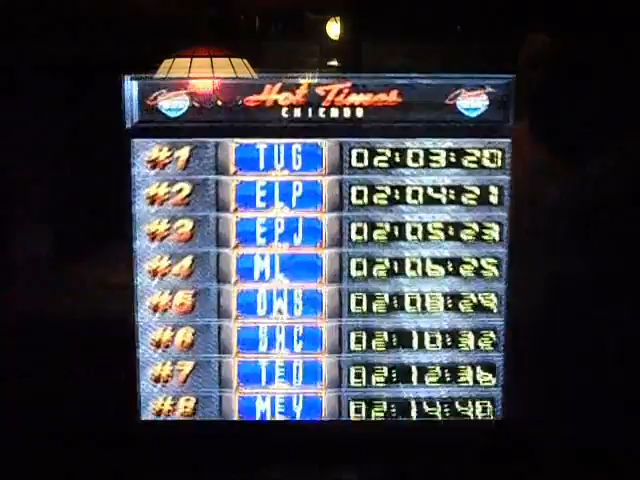 Hot Times
CHICAGO
#1 TUG 02:03:20
#2 ELP 02:04:21
#3 EPJ 02:05:23
#4 ML 02:06:25
#5 DWS 02:08:29
#6 02:10:32
#7 TED 02:12:36
#8 MEY 02:14:40